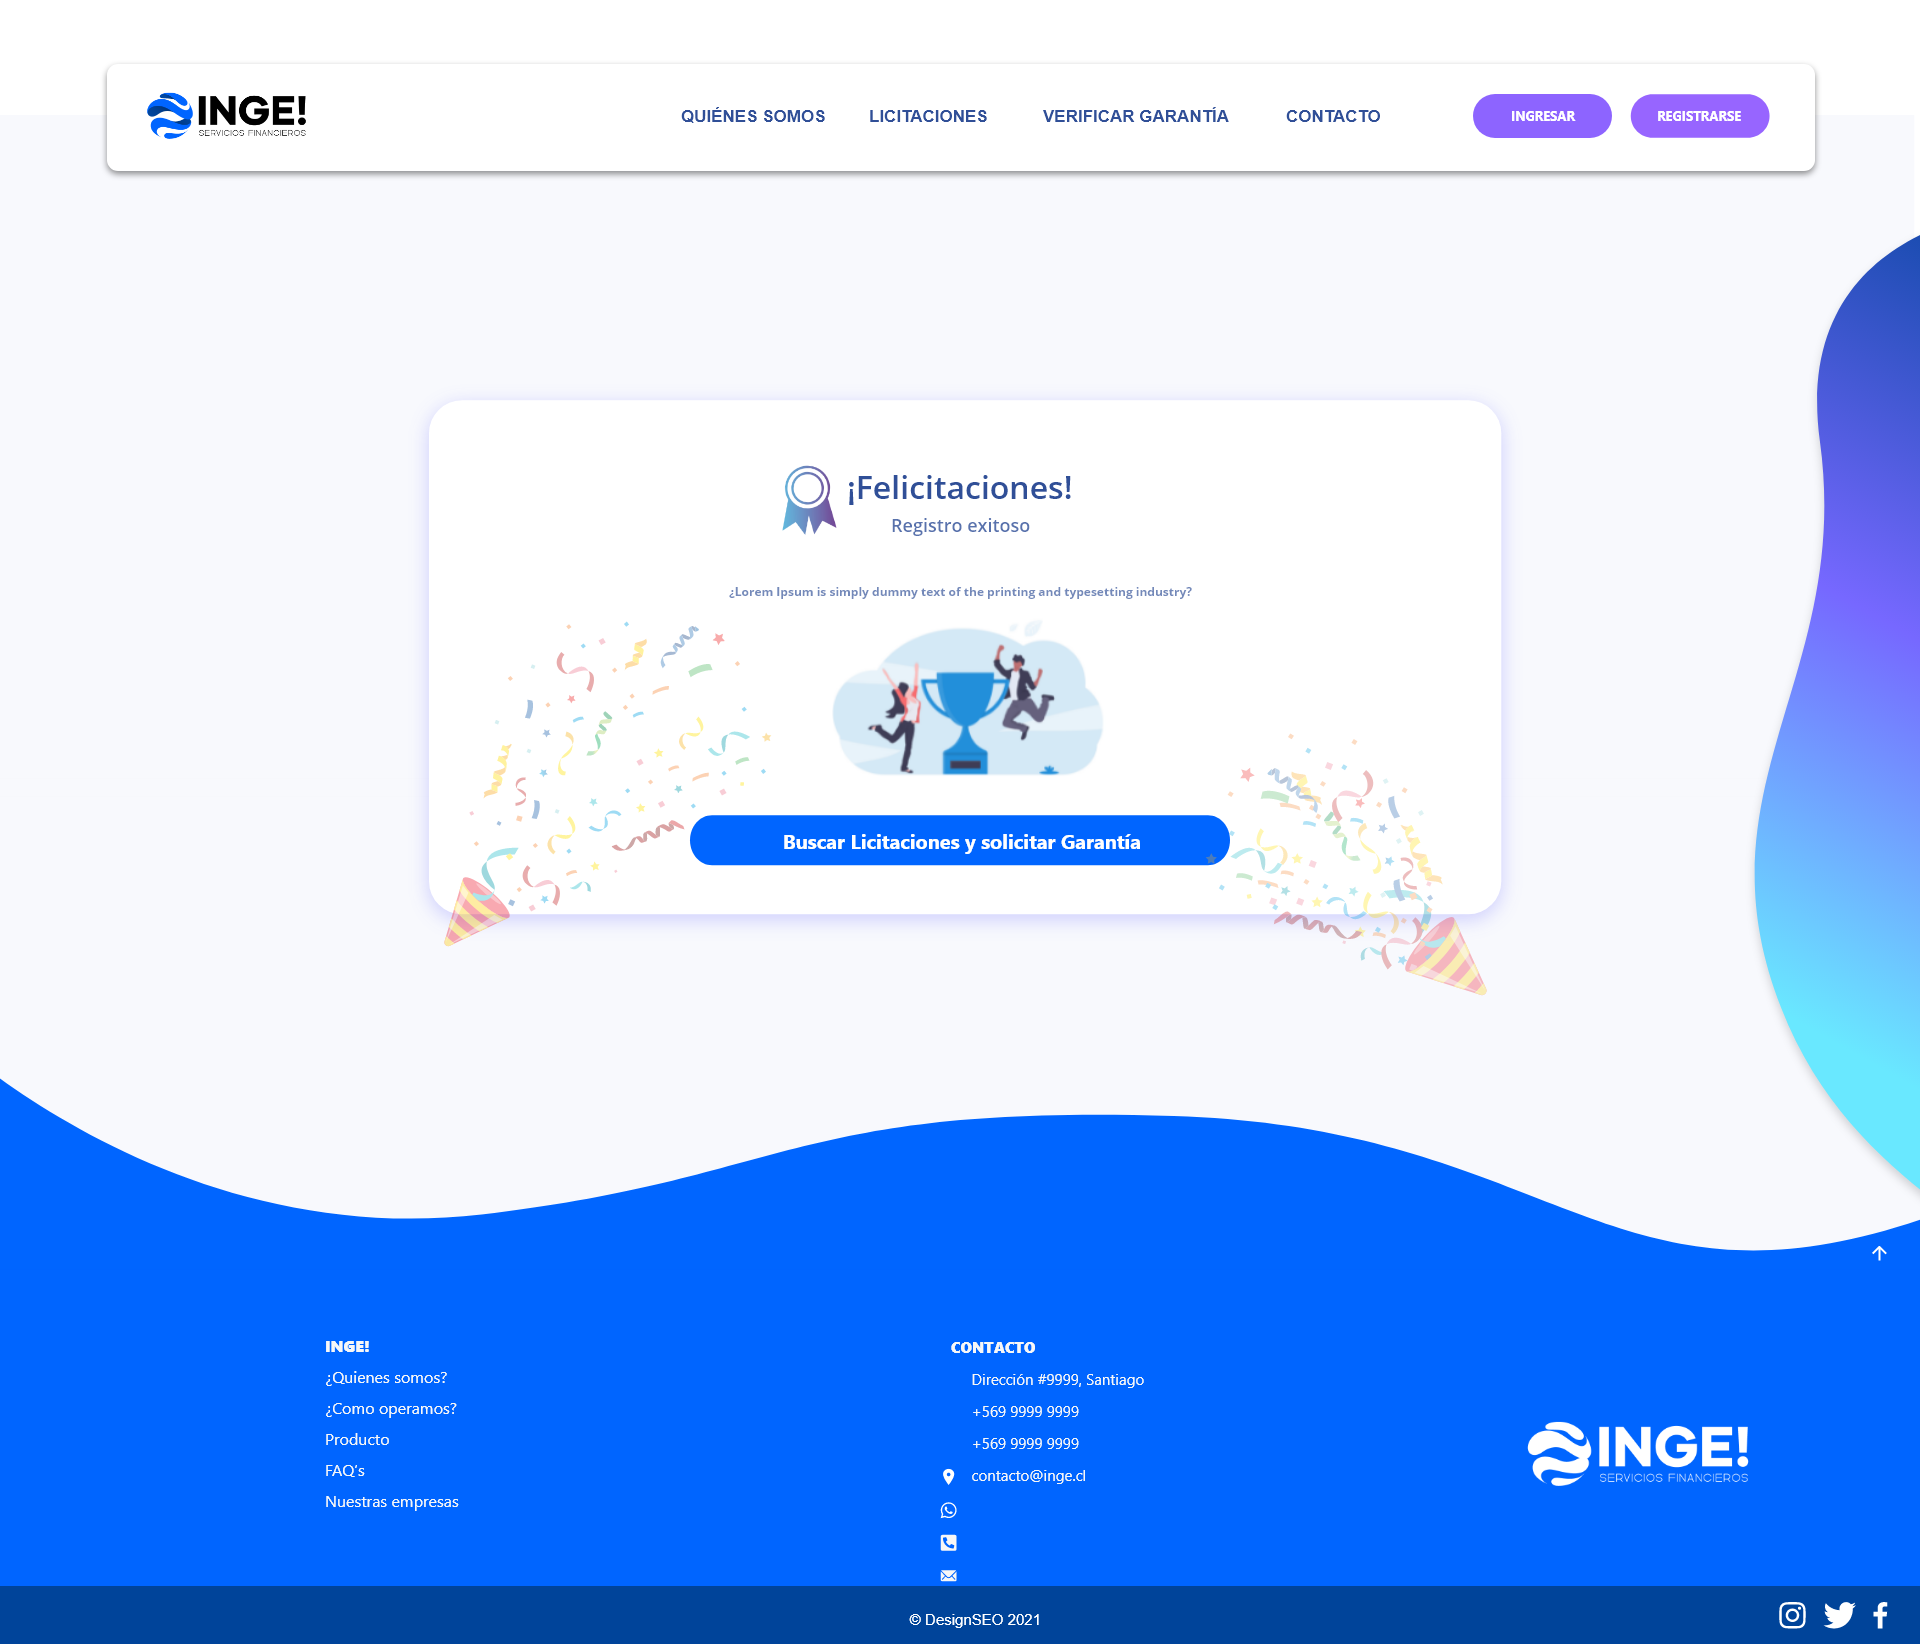 INGE!
SERVICIOS FINANCIEROS
QUIÉNES SOMOS
LICITACIONES
VERIFICAR GARANTÍA
CONTACTO
INGRESAR
REGISTRARSE
¡Felicitaciones!
Registro exitoso
¿Lorem Ipsum is simply dummy text of the printing and typesetting industry?
Buscar Licitaciones y solicitar Garantía
INGE!
¿Quienes somos?
¿Como operamos?
Producto
FAQ's
Nuestras empresas
CONTACTO
Dirección #9999, Santiago
+569 9999 9999
+569 9999 9999
contacto@inge.cl
INGE!
SERVICIOS FINANCIEROS
© DesignSEO 2021